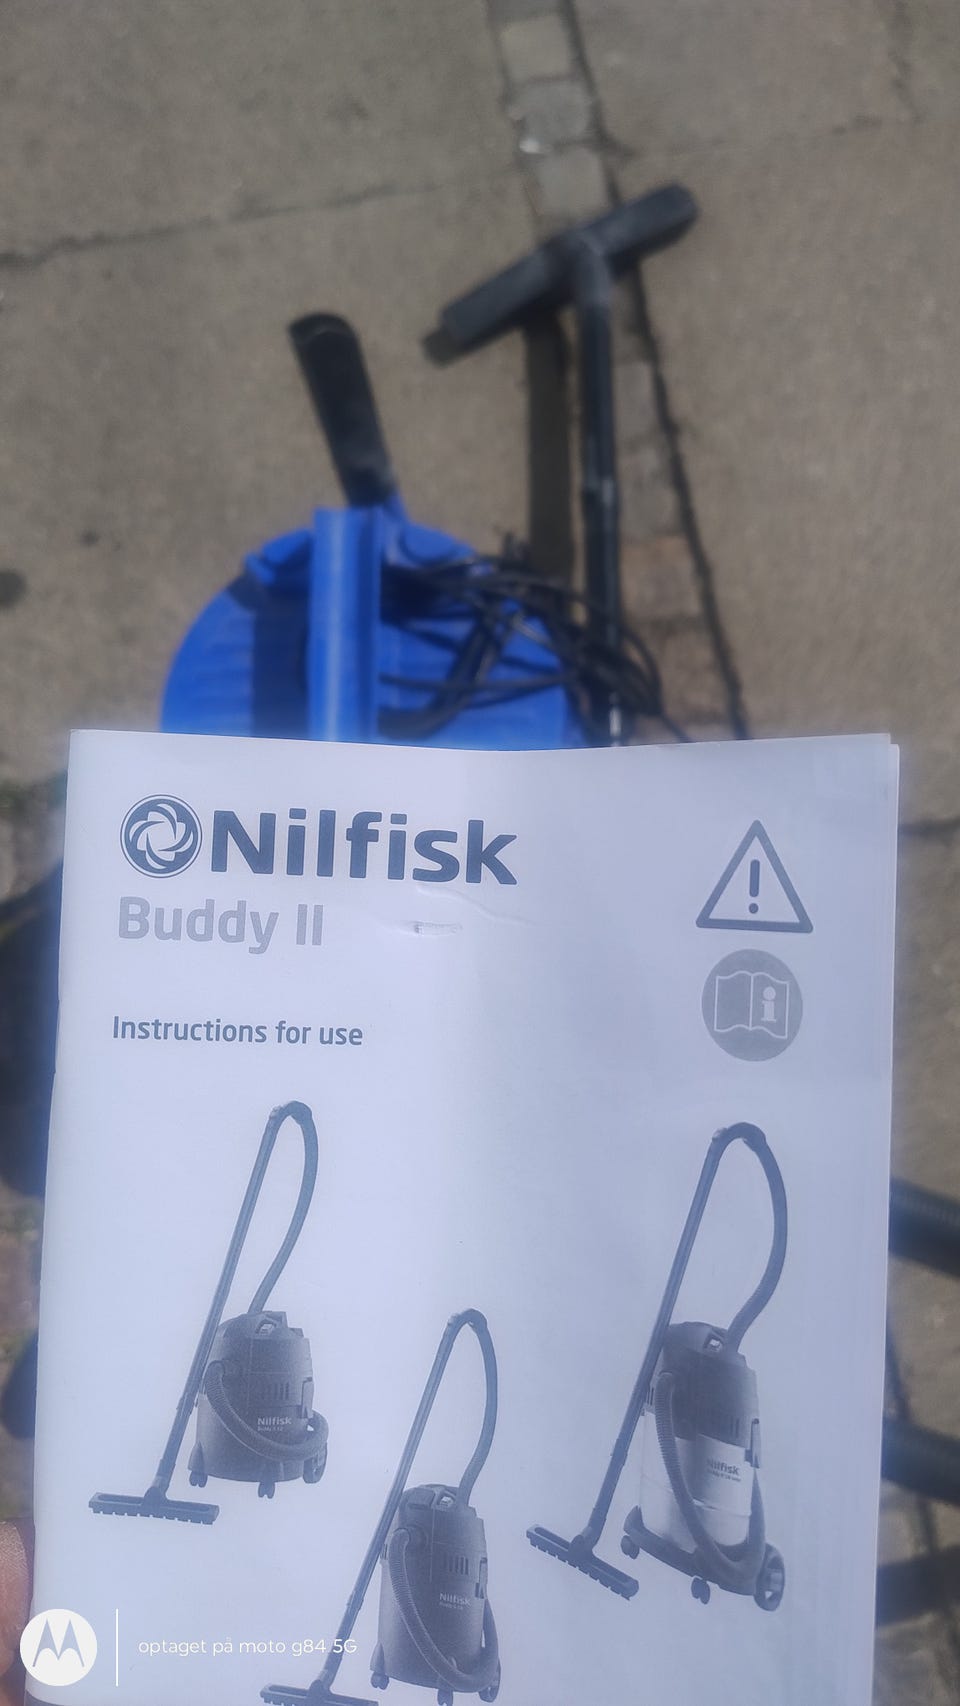 Nilfisk
Buddy II
Instructions for use
Nilfisk
Nilfisk
Nilfisk
optaget på moto g84 5G